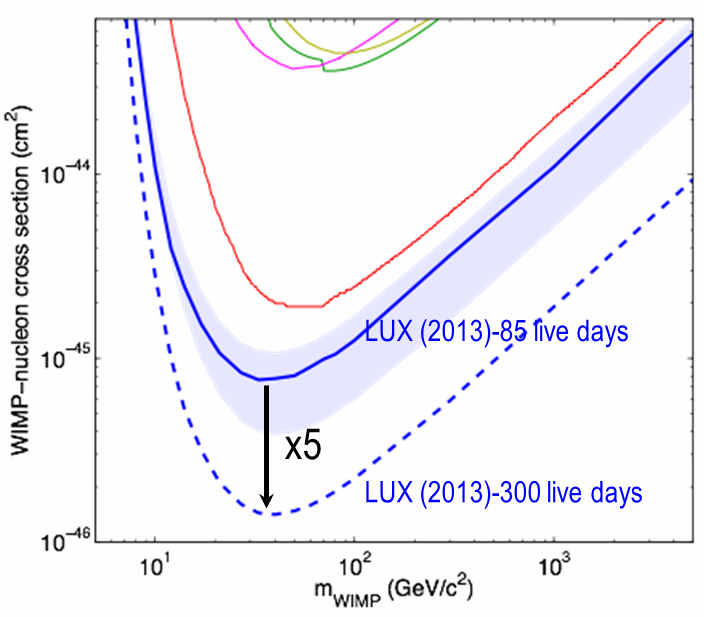 WIMP−nucleon cross section (cm²)
10⁻⁴⁴
10⁻⁴⁵
10⁻⁴⁶
LUX (2013)-85 live days
x5
LUX (2013)-300 live days
10¹ 10² 10³
m_WIMP (GeV/c²)